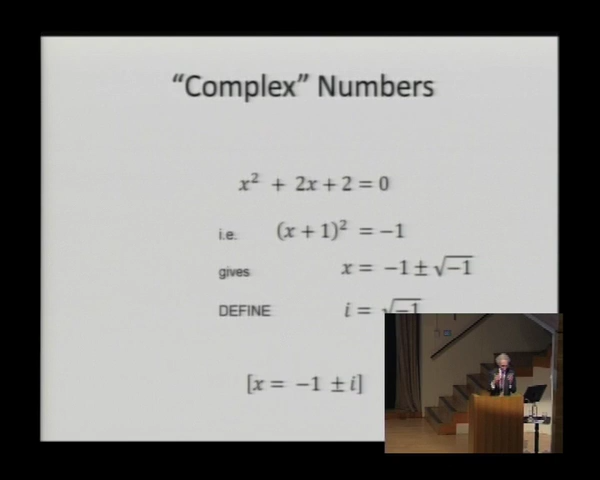 “Complex” Numbers
x² + 2x + 2 = 0
i.e. (x + 1)² = −1
gives x = −1 ± √−1
DEFINE i = √−1
[x = −1 ± i]